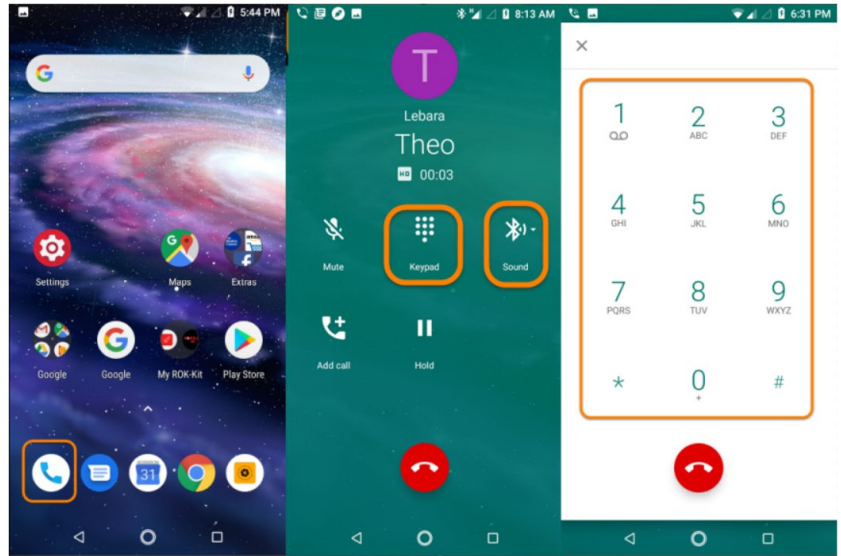 5:44 PM
G
Settings
Maps
Extras
Google
Google
My ROK-Kit
Play Store
31
8:13 AM
T
Lebara
Theo
HD 00:03
Mute
Keypad
Sound
Add call
Hold
6:31 PM
1 2 3
ABC DEF
4 5 6
GHI JKL MNO
7 8 9
PQRS TUV WXYZ
* 0 #
+